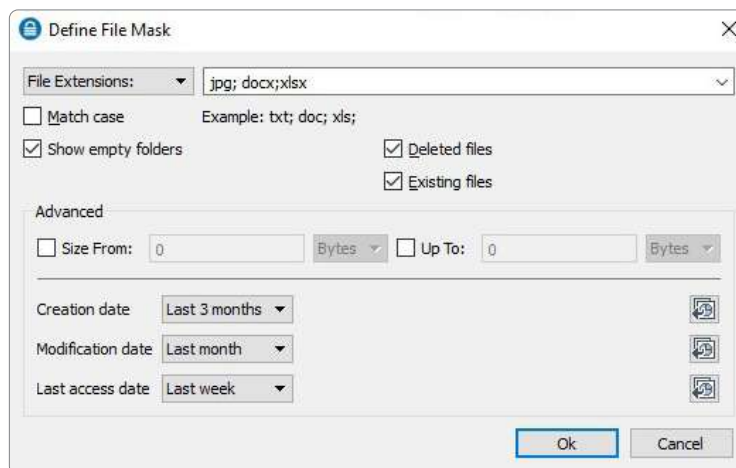 Define File Mask
File Extensions: jpg; docx;xlsx
Match case Example: txt; doc; xls;
Show empty folders Deleted files
Existing files
Advanced
Size From: 0 Bytes Up To: 0 Bytes
Creation date Last 3 months
Modification date Last month
Last access date Last week
Ok Cancel